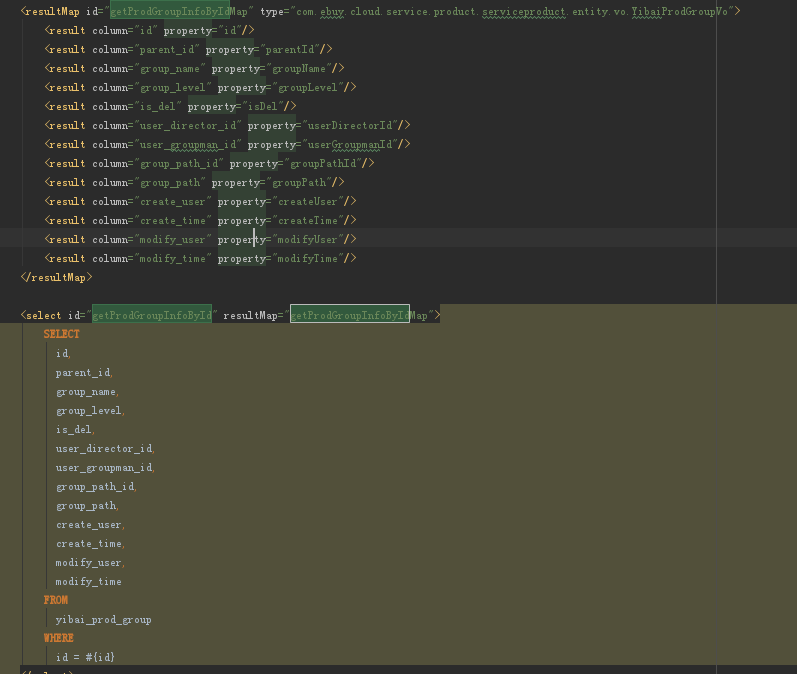 <resultMap id="getProdGroupInfoByIdMap" type="com.ebuy.cloud.service.product.serviceproduct.entity.vo.YibaiProdGroupVo">
<result column="id" property="id"/>
<result column="parent_id" property="parentId"/>
<result column="group_name" property="groupName"/>
<result column="group_level" property="groupLevel"/>
<result column="is_del" property="isDel"/>
<result column="user_director_id" property="userDirectorId"/>
<result column="user_groupman_id" property="userGroupmanId"/>
<result column="group_path_id" property="groupPathId"/>
<result column="group_path" property="groupPath"/>
<result column="create_user" property="createUser"/>
<result column="create_time" property="createTime"/>
<result column="modify_user" property="modifyUser"/>
<result column="modify_time" property="modifyTime"/>
</resultMap>
<select id="getProdGroupInfoById" resultMap="getProdGroupInfoByIdMap">
SELECT
id,
parent_id,
group_name,
group_level,
is_del,
user_director_id,
user_groupman_id,
group_path_id,
group_path,
create_user,
create_time,
modify_user,
modify_time
FROM
yibai_prod_group
WHERE
id = #{id}